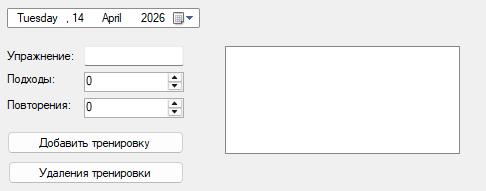 Tuesday , 14 April 2026
Упражнение:
Подходы: 0
Повторения: 0
Добавить тренировку
Удаления тренировки